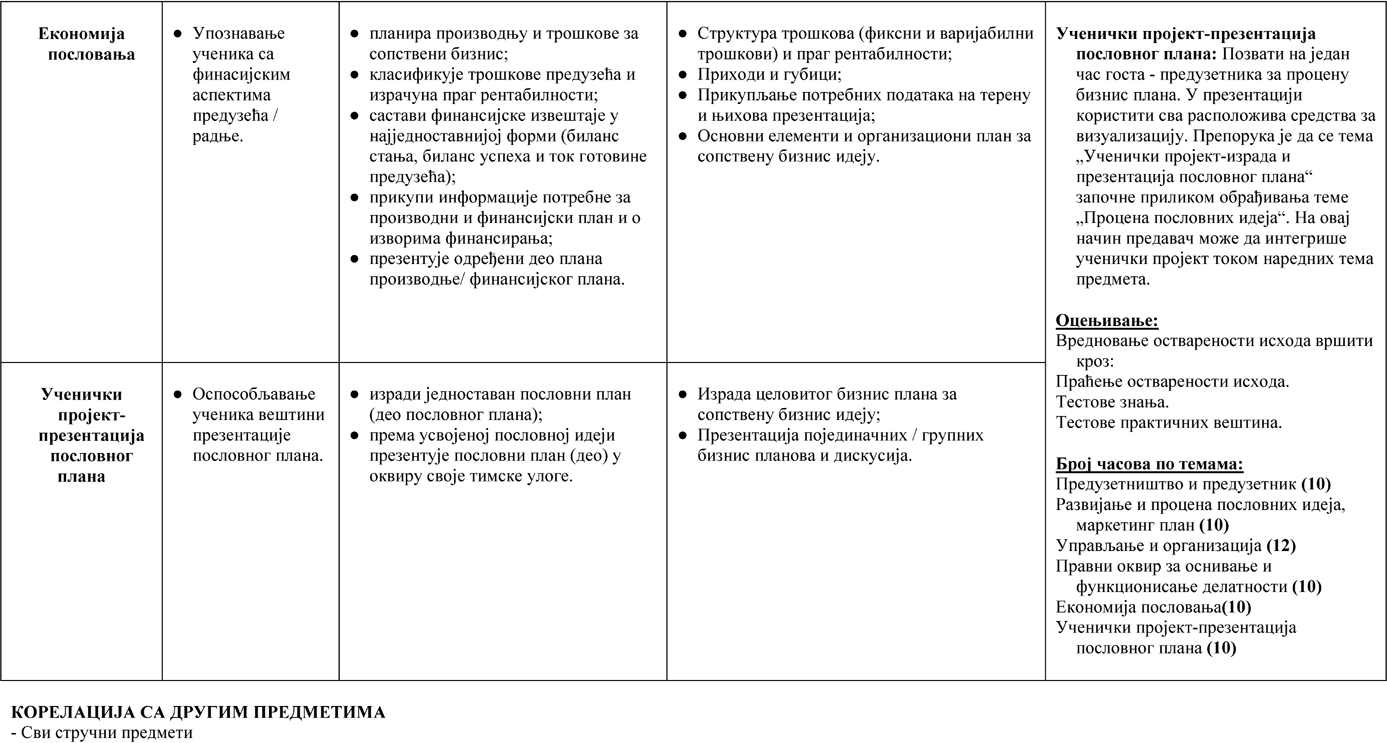 Економија
пословања
● Упознавање
ученика са
финасијским
аспектима
предузећа /
радње.
● планира производњу и трошкове за
сопствени бизнис;
● класификује трошкове предузећа и
израчуна праг рентабилности;
● састави финансијске извештаје у
најједноставнијој форми (биланс
стања, биланс успеха и ток готовине
предузећа);
● прикупи информације потребне за
производни и финансијски план и о
изворима финансирања;
● презентује одређени део плана
производње/ финансијског плана.
● Структура трошкова (фиксни и варијабилни
трошкови) и праг рентабилности;
● Приходи и губици;
● Прикупљање потребних података на терену
и њихова презентација;
● Основни елементи и организациони план за
сопствену бизнис идеју.
Ученички пројект-презентација
пословног плана: Позвати на један
час госта - предузетника за процену
бизнис плана. У презентацији
користити сва расположива средства за
визуализацију. Препорука је да се тема
„Ученички пројект-израда и
презентација пословног плана“
започне приликом обрађивања теме
„Процена пословних идеја“. На овај
начин предавач може да интегрише
ученички пројект током наредних тема
предмета.
Оцењивање:
Вредновање остварености исхода вршити
кроз:
Праћење остварености исхода.
Тестове знања.
Тестове практичних вештина.
Број часова по темама:
Предузетништво и предузетник (10)
Развијање и процена пословних идеја,
маркетинг план (10)
Управљање и организација (12)
Правни оквир за оснивање и
функционисање делатности (10)
Економија пословања(10)
Ученички пројект-презентација
пословног плана (10)
Ученички
пројект-
презентација
пословног
плана
● Оспособљавање
ученика вештини
презентације
пословног плана.
● изради једноставан пословни план
(део пословног плана);
● према усвојеној пословној идеји
презентује пословни план (део) у
оквиру своје тимске улоге.
● Израда целовитог бизнис плана за
сопствену бизнис идеју;
● Презентација појединачних / групних
бизнис планова и дискусија.
КОРЕЛАЦИЈА СА ДРУГИМ ПРЕДМЕТИМА
- Сви стручни предмети